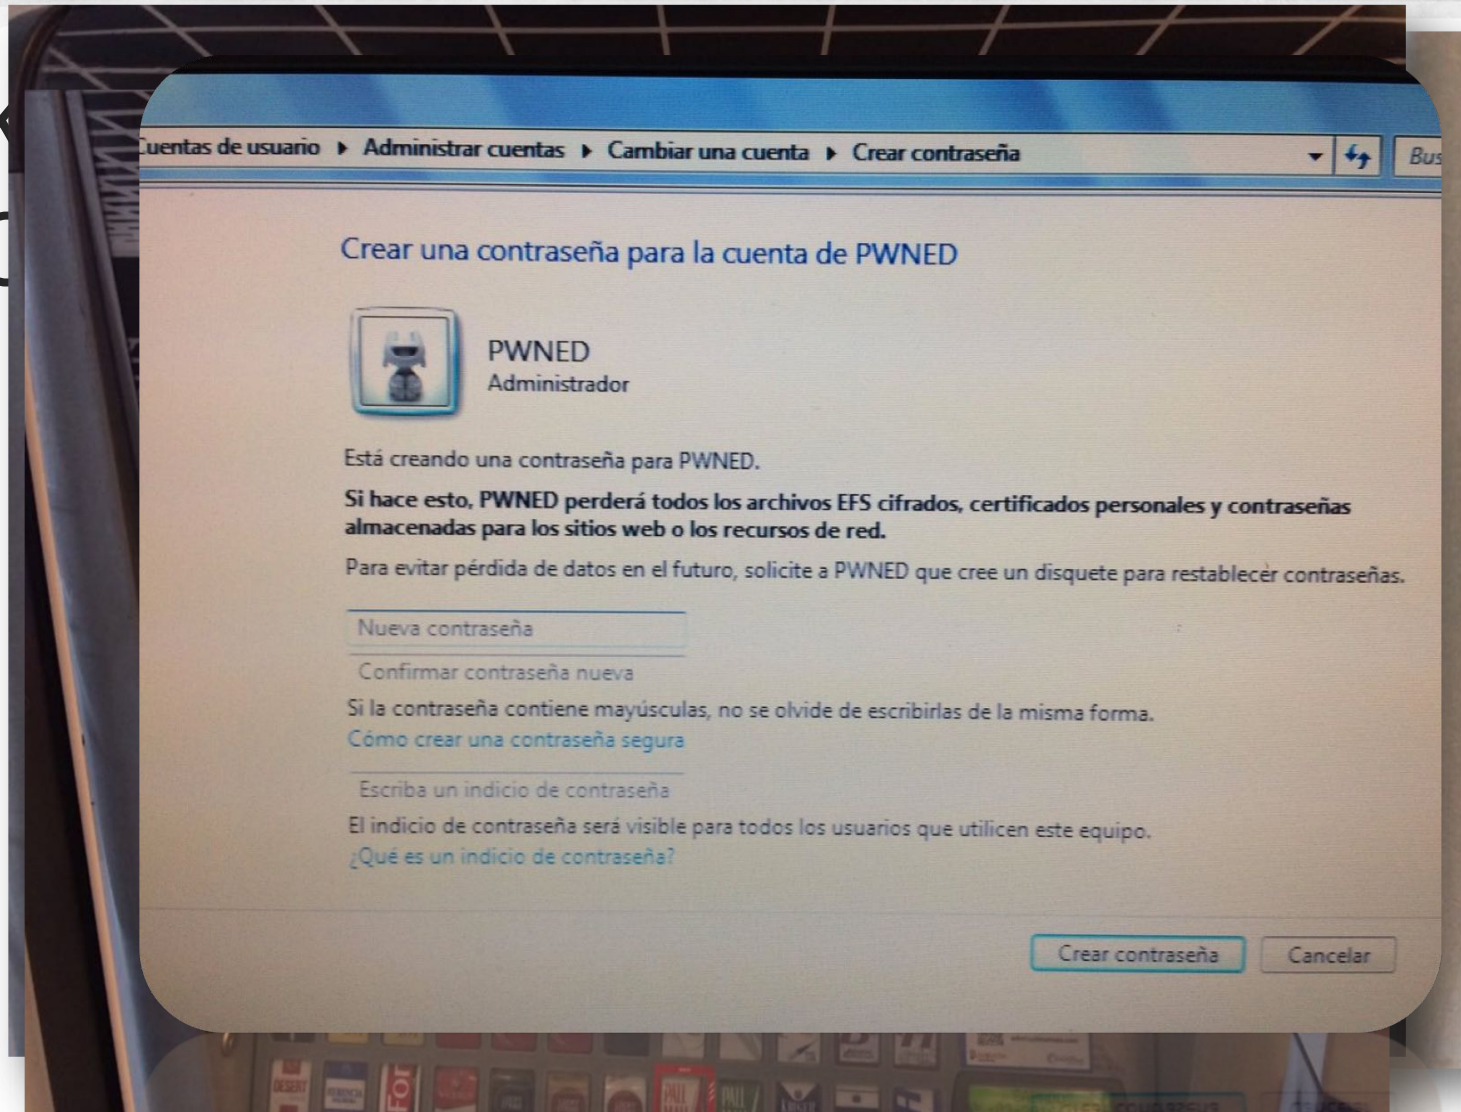 Cuentas de usuario ▸ Administrar cuentas ▸ Cambiar una cuenta ▸ Crear contraseña
Bus
Crear una contraseña para la cuenta de PWNED
PWNED
Administrador
Está creando una contraseña para PWNED.
Si hace esto, PWNED perderá todos los archivos EFS cifrados, certificados personales y contraseñas
almacenadas para los sitios web o los recursos de red.
Para evitar pérdida de datos en el futuro, solicite a PWNED que cree un disquete para restablecer contraseñas.
Nueva contraseña
Confirmar contraseña nueva
Si la contraseña contiene mayúsculas, no se olvide de escribirlas de la misma forma.
Cómo crear una contraseña segura
Escriba un indicio de contraseña
El indicio de contraseña será visible para todos los usuarios que utilicen este equipo.
¿Qué es un indicio de contraseña?
Crear contraseña
Cancelar
DESERT
For
PALL
PALL